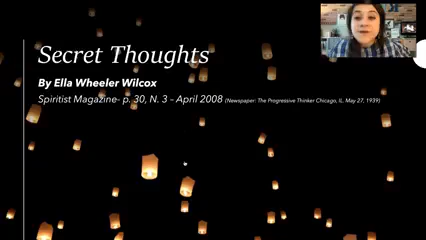 Secret Thoughts
By Ella Wheeler Wilcox
Spiritist Magazine- p. 30, N. 3 – April 2008 (Newspaper: The Progressive Thinker Chicago, IL, May 27, 1939)